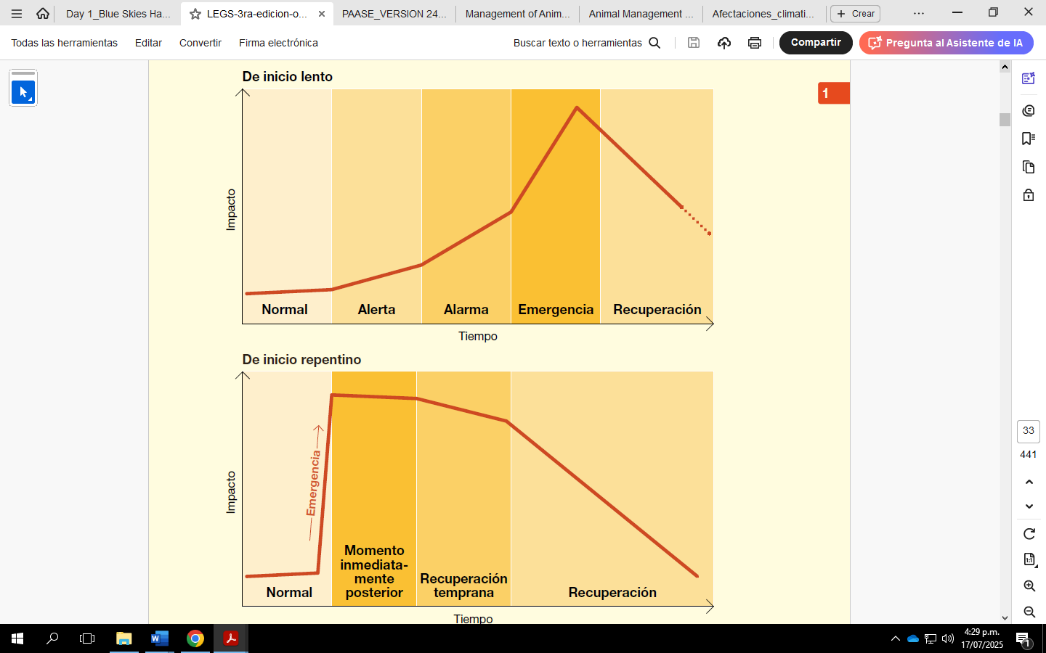 Day 1_Blue Skies Ha...
LEGS-3ra-edicion-o...
PAASE_VERSION 24...
Management of Anim...
Animal Management ...
Afectaciones_climati...
Crear
Todas las herramientas
Editar
Convertir
Firma electrónica
Buscar texto o herramientas
Compartir
Pregunta al Asistente de IA
De inicio lento
1
Impacto
Normal
Alerta
Alarma
Emergencia
Recuperación
Tiempo
De inicio repentino
Impacto
Emergencia
Normal
Momento
inmediata-
mente
posterior
Recuperación
temprana
Recuperación
Tiempo
33
441
4:29 p.m.
17/07/2025
1